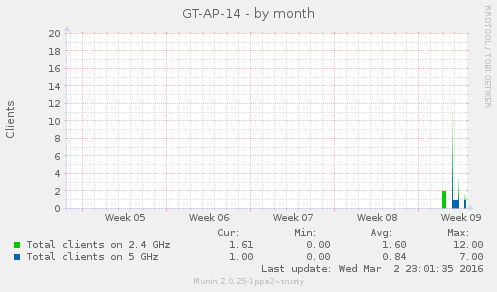 GT-AP-14 - by month
RRDTOOL / TOBI OETIKER
Clients
20
18
16
14
12
10
8
6
4
2
0
Week 05 Week 06 Week 07 Week 08 Week 09
Cur: Min: Avg: Max:
Total clients on 2.4 GHz 1.61 0.00 1.60 12.00
Total clients on 5 GHz 1.00 0.00 0.84 7.00
Last update: Wed Mar 2 23:01:35 2016
Munin 2.0.25-1ppa2~trusty